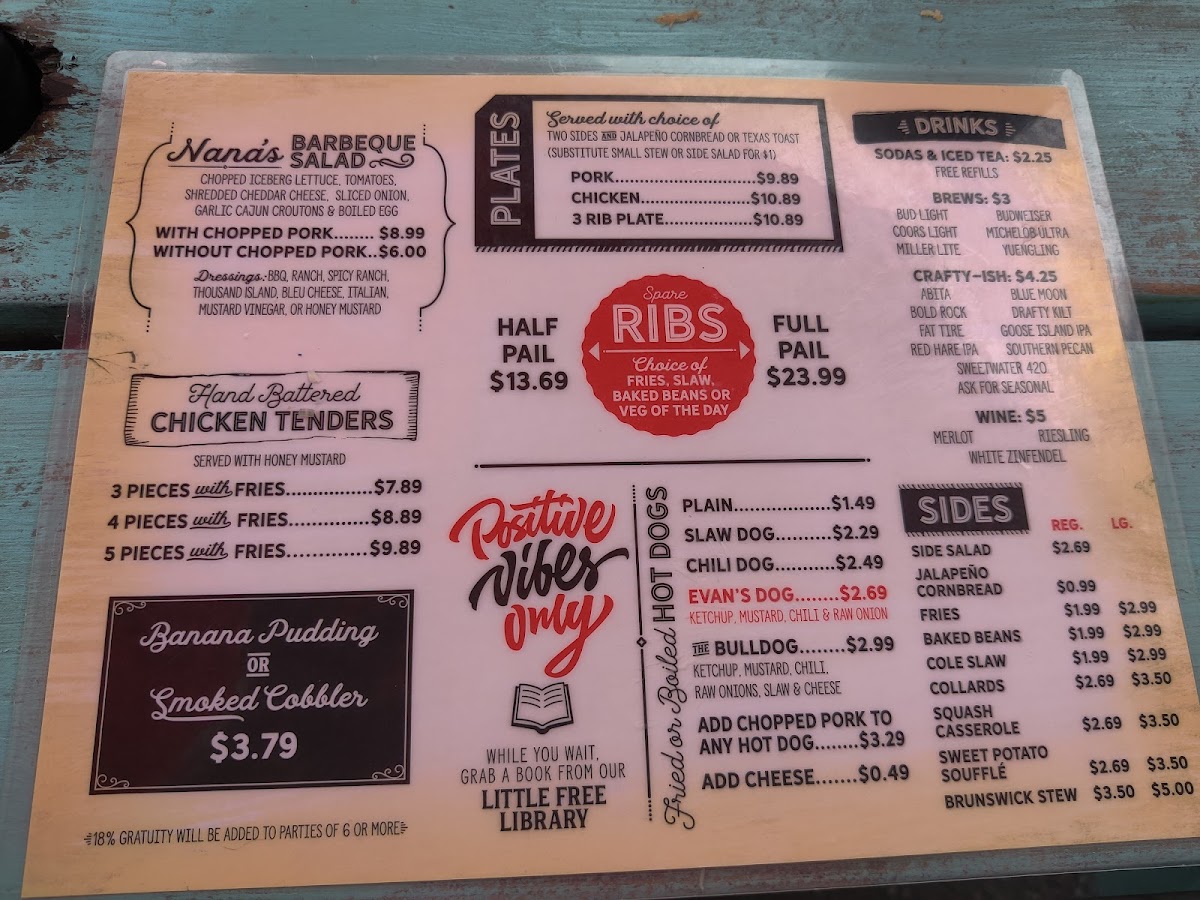 Nana's BARBEQUE
SALAD
CHOPPED ICEBERG LETTUCE, TOMATOES,
SHREDDED CHEDDAR CHEESE, SLICED ONION,
GARLIC CAJUN CROUTONS & BOILED EGG
WITH CHOPPED PORK....... $8.99
WITHOUT CHOPPED PORK..$6.00
Dressings: BBQ, RANCH, SPICY RANCH,
THOUSAND ISLAND, BLEU CHEESE, ITALIAN,
MUSTARD VINEGAR, OR HONEY MUSTARD
Hand Battered
CHICKEN TENDERS
SERVED WITH HONEY MUSTARD
3 PIECES with FRIES..............$7.89
4 PIECES with FRIES.............$8.89
5 PIECES with FRIES.............$9.89
Banana Pudding
OR
Smoked Cobbler
$3.79
18% GRATUITY WILL BE ADDED TO PARTIES OF 6 OR MORE
PLATES
Served with choice of
TWO SIDES AND JALAPEÑO CORNBREAD OR TEXAS TOAST
(SUBSTITUTE SMALL STEW OR SIDE SALAD FOR $1)
PORK.......................$9.89
CHICKEN..................$10.89
3 RIB PLATE..............$10.89
HALF
PAIL
$13.69
Spare
RIBS
Choice of
FRIES, SLAW,
BAKED BEANS OR
VEG OF THE DAY
FULL
PAIL
$23.99
Positive
vibes
only
WHILE YOU WAIT,
GRAB A BOOK FROM OUR
LITTLE FREE
LIBRARY
Fried or Boiled HOT DOGS
PLAIN................$1.49
SLAW DOG..........$2.29
CHILI DOG..........$2.49
EVAN'S DOG........$2.69
KETCHUP, MUSTARD, CHILI & RAW ONION
THE BULLDOG........$2.99
KETCHUP, MUSTARD, CHILI,
RAW ONIONS, SLAW & CHEESE
ADD CHOPPED PORK TO
ANY HOT DOG........$3.29
ADD CHEESE.......$0.49
DRINKS
SODAS & ICED TEA: $2.25
FREE REFILLS
BREWS: $3
BUD LIGHT BUDWEISER
COORS LIGHT MICHELOB ULTRA
MILLER LITE YUENGLING
CRAFTY-ISH: $4.25
ABITA BLUE MOON
BOLD ROCK DRAFTY KILT
FAT TIRE GOOSE ISLAND IPA
RED HARE IPA SOUTHERN PECAN
SWEETWATER 420
ASK FOR SEASONAL
WINE: $5
MERLOT RIESLING
WHITE ZINFENDEL
SIDES REG. LG.
SIDE SALAD $2.69
JALAPEÑO
CORNBREAD $0.99
FRIES $1.99 $2.99
BAKED BEANS $1.99 $2.99
COLE SLAW $1.99 $2.99
COLLARDS $2.69 $3.50
SQUASH
CASSEROLE $2.69 $3.50
SWEET POTATO
SOUFFLÉ $2.69 $3.50
BRUNSWICK STEW $3.50 $5.00